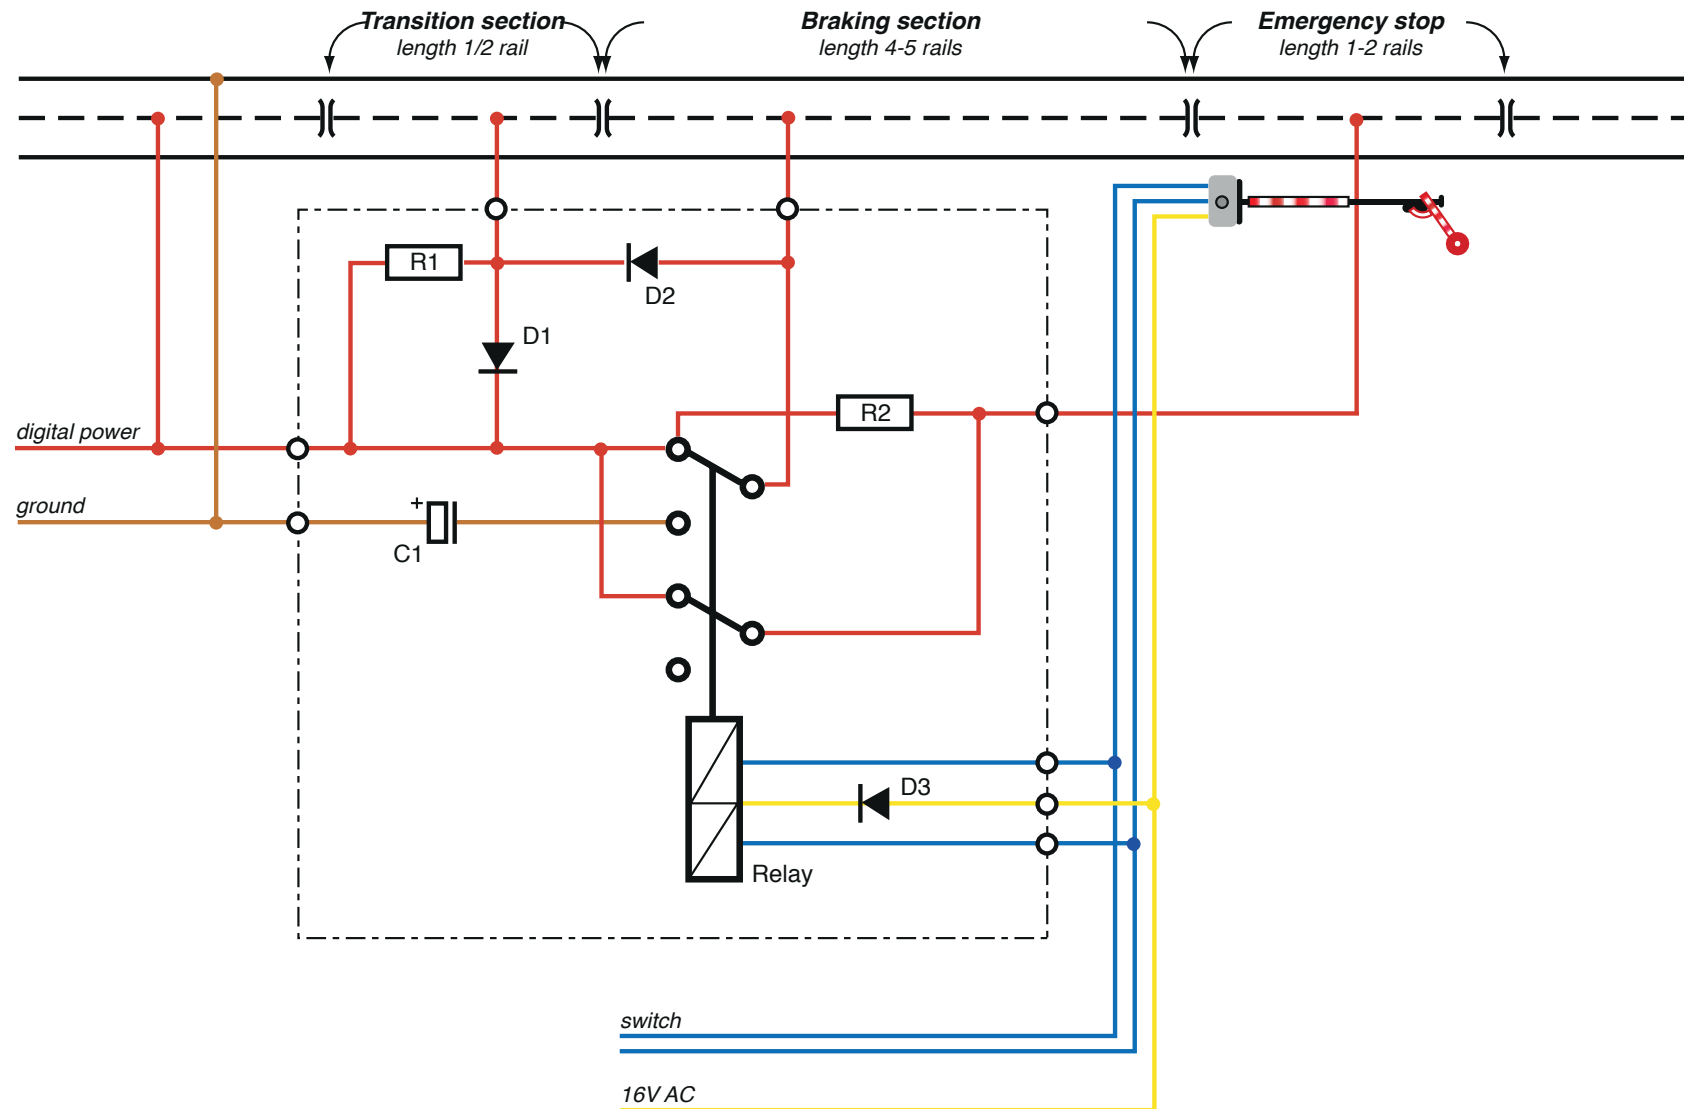 Transition section
length 1/2 rail
Braking section
length 4-5 rails
Emergency stop
length 1-2 rails
R1
D2
D1
R2
digital power
ground
+
C1
D3
Relay
switch
16V AC